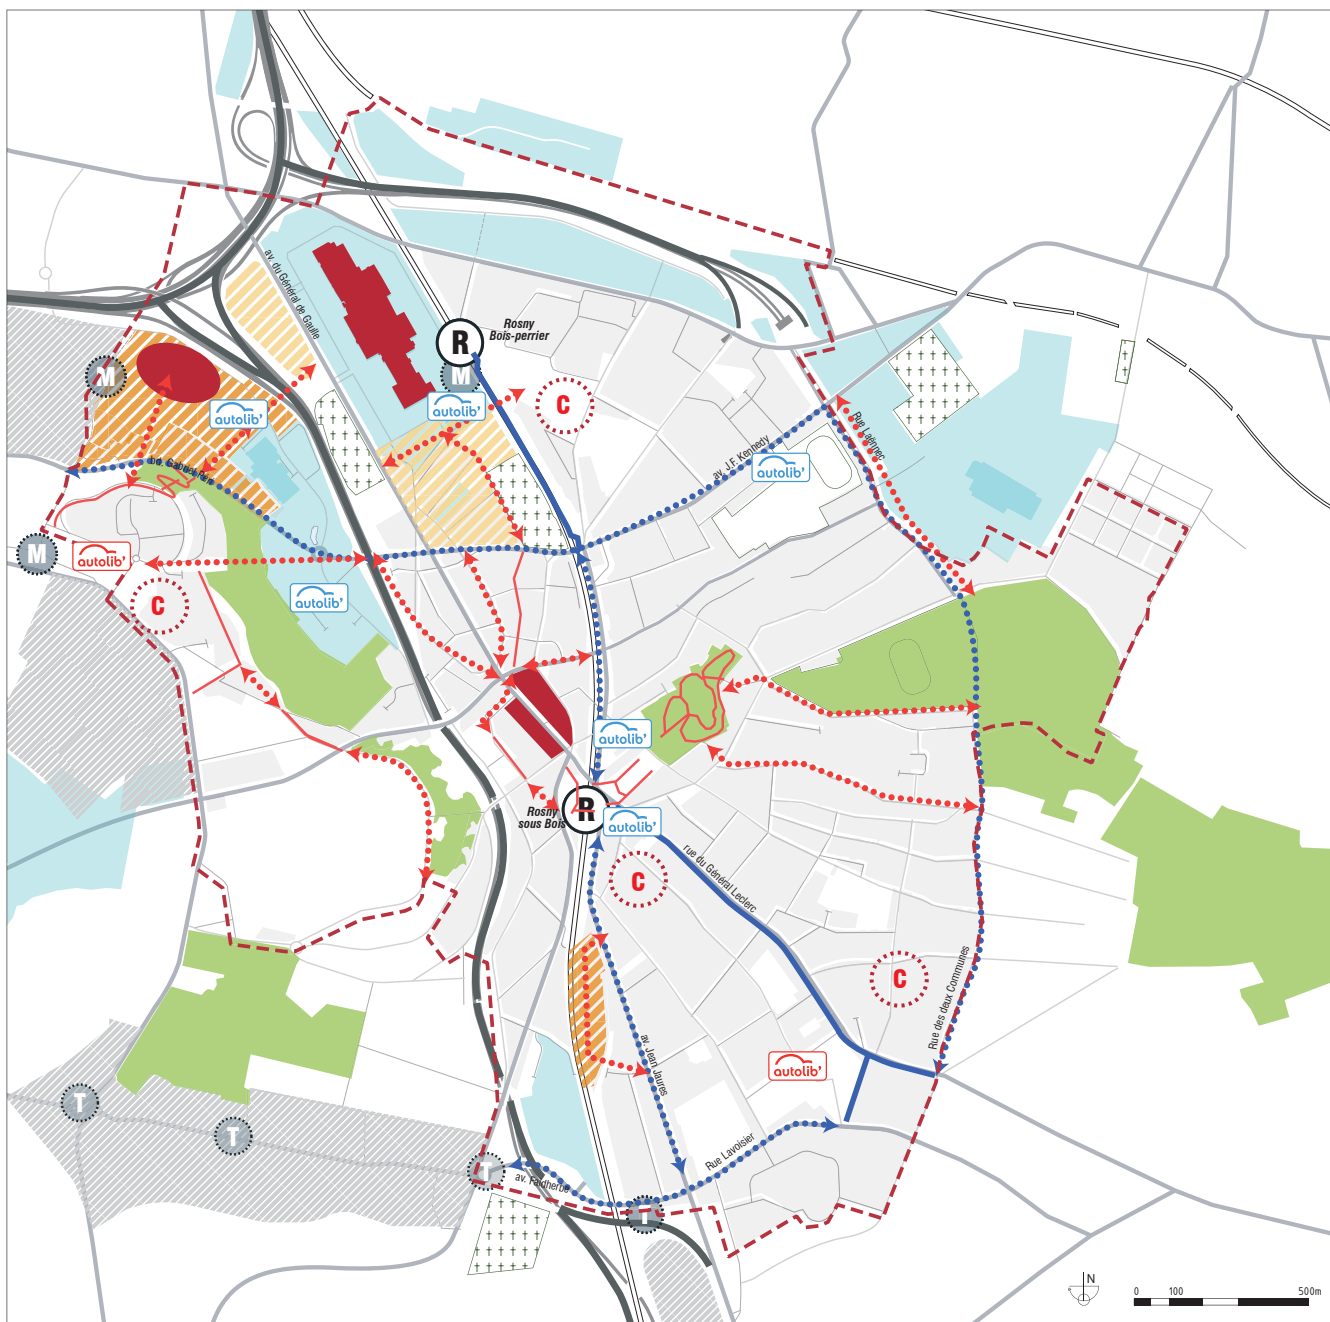 av. du Général de Gaulle
R
Rosny
Bois-perrier
M
M
C
autolib'
autolib'
Rue Laënnec
av. J.F. Kennedy
autolib'
bd. Gabriel Péri
M
autolib'
C
autolib'
autolib'
R
Rosny
sous Bois
autolib'
rue du Général Leclerc
C
C
Rue des deux Communes
av. Jean Jaures
autolib'
T
T
T
av. Faidherbe
Rue Lavoisier
T
N
0 100 500m